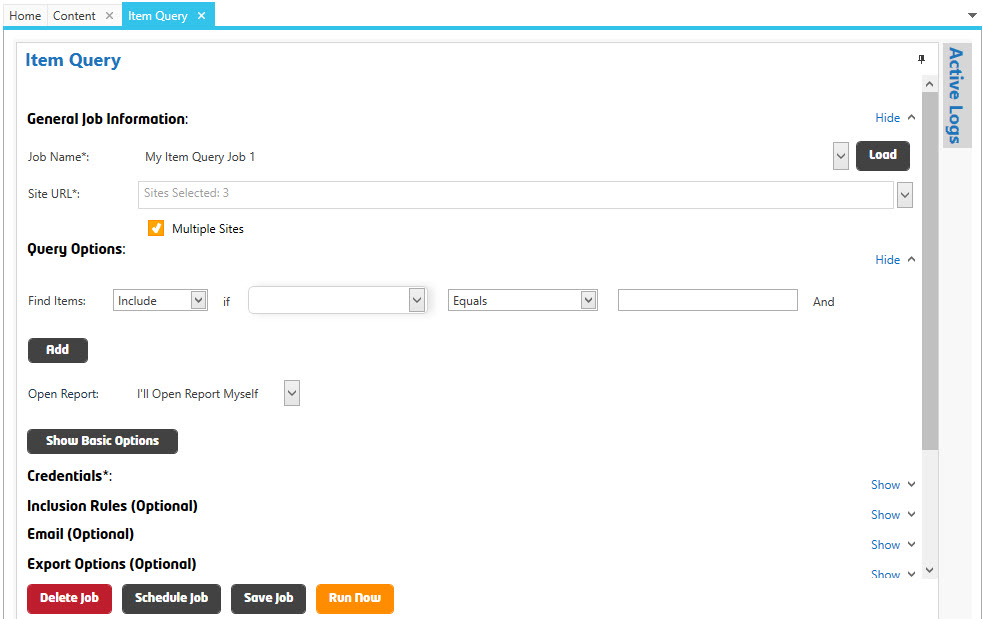 Home Content Item Query
Item Query
Active Logs
General Job Information: Hide
Job Name*: My Item Query Job 1 Load
Site URL*: Sites Selected: 3
Multiple Sites
Query Options: Hide
Find Items: Include if Equals And
Add
Open Report: I'll Open Report Myself
Show Basic Options
Credentials*: Show
Inclusion Rules (Optional) Show
Email (Optional) Show
Export Options (Optional) Show
Delete Job Schedule Job Save Job Run Now